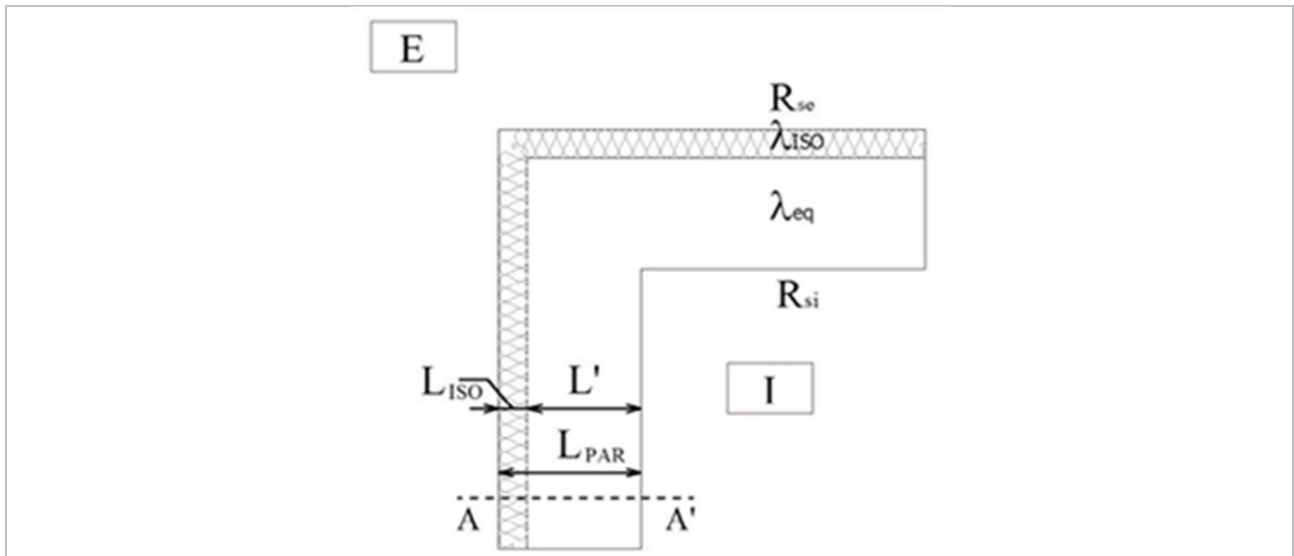 E
Rse
λISO
λeq
Rsi
LISO L'
I
LPAR
A A'